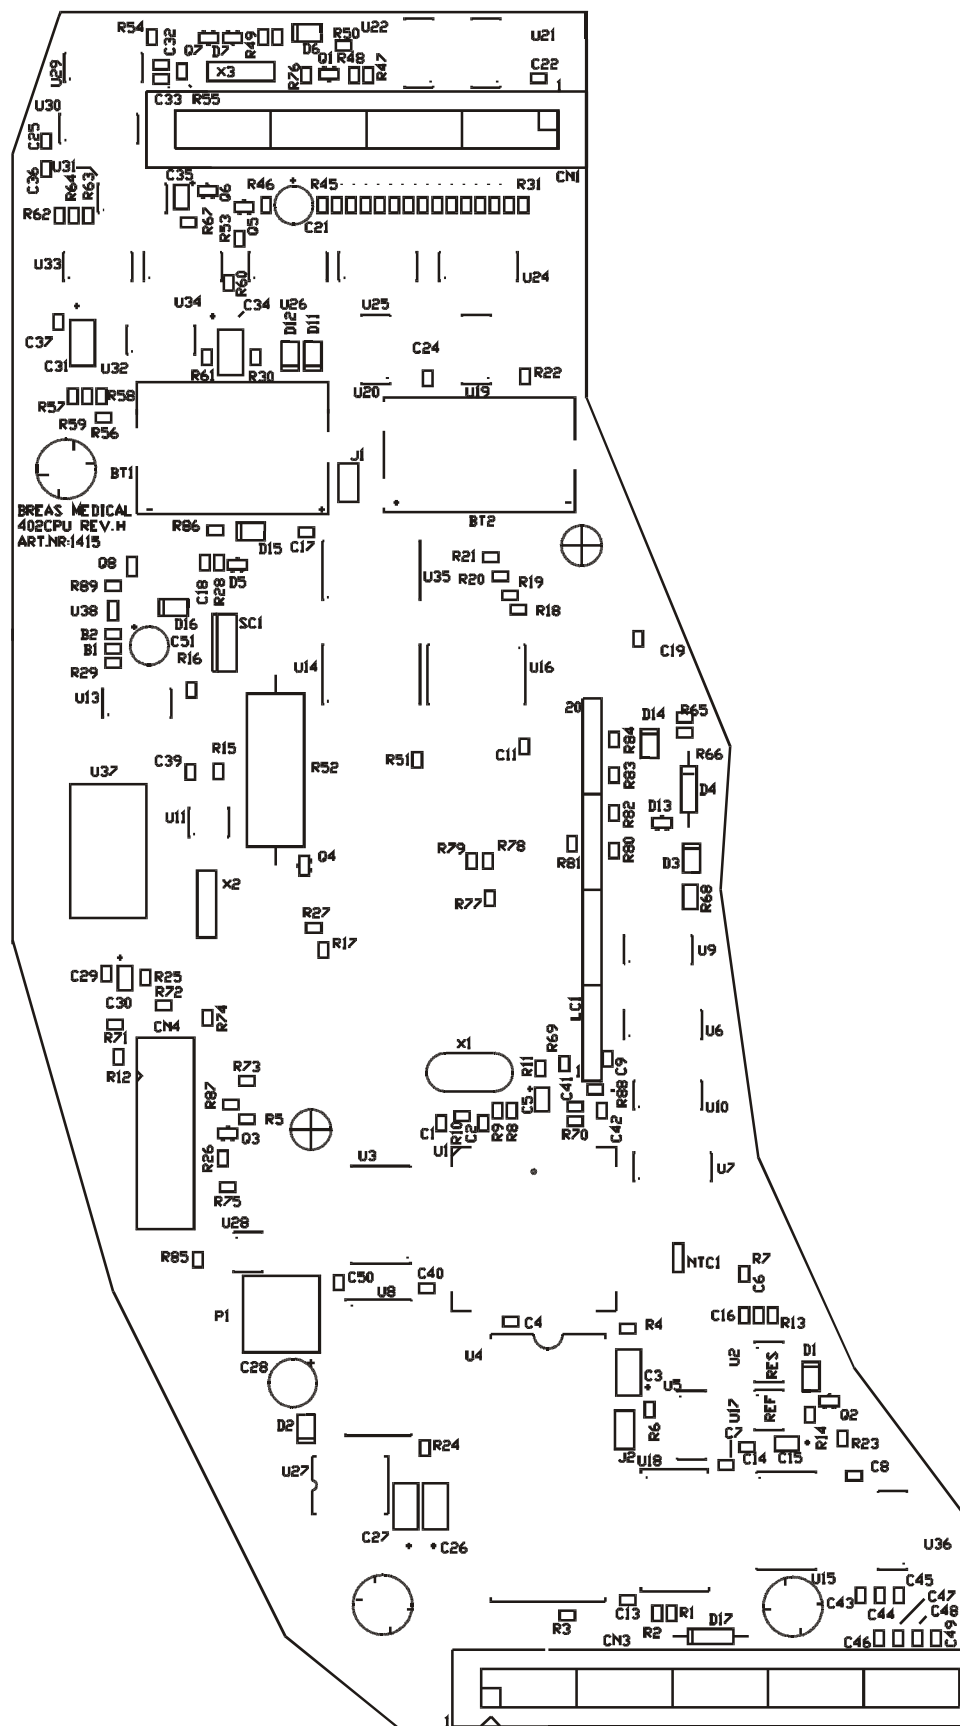 R54
C32
Q7
D7
R49
D6
R50
U22
U21
U29
X3
R76
Q1
R48
R47
C22
1
C33
R55
U30
C25
CN1
C36
U31
R64
R63
C35
Q6
R46
R45
R31
R62
R67
R53
Q5
C21
U33
R60
U24
U34
C34
U26
U25
D12
D11
C37
C31
U32
C24
R61
R30
R22
U20
U19
R57
R58
R59
R56
J1
BT1
BT2
BREAS MEDICAL
402CPU REV.H
ART.NR:1415
R86
D15
C17
Q8
C18
R28
D5
U35
R21
R20
R19
R18
R89
U38
D16
SC1
B2
B1
C51
R16
R29
C19
U14
U16
U13
20
D14
R65
R84
R66
C39
R15
R52
R51
C11
U37
R83
D4
U11
R82
D13
Q4
R79
R78
R81
R80
D3
X2
R77
R68
R27
R17
U9
C29
C30
R25
R72
LC1
R74
U6
R71
CN4
R12
X1
R69
R11
C41
1
C9
R73
R87
C5
R88
U10
R5
Q3
C1
R10
C2
R9
R8
R70
C42
R26
U1
U3
U7
R75
U28
R85
C50
C40
NTC1
R7
C6
P1
U8
C16
R13
C4
R4
U4
U2
RES
D1
C28
C3
U5
U17
REF
Q2
D2
R6
C7
R14
R23
R24
J2
U18
C14
C15
C8
U27
C27
C26
U36
U15
C45
C47
C48
C43
C44
C13
R3
R2
R1
D17
C46
C49
CN3
1